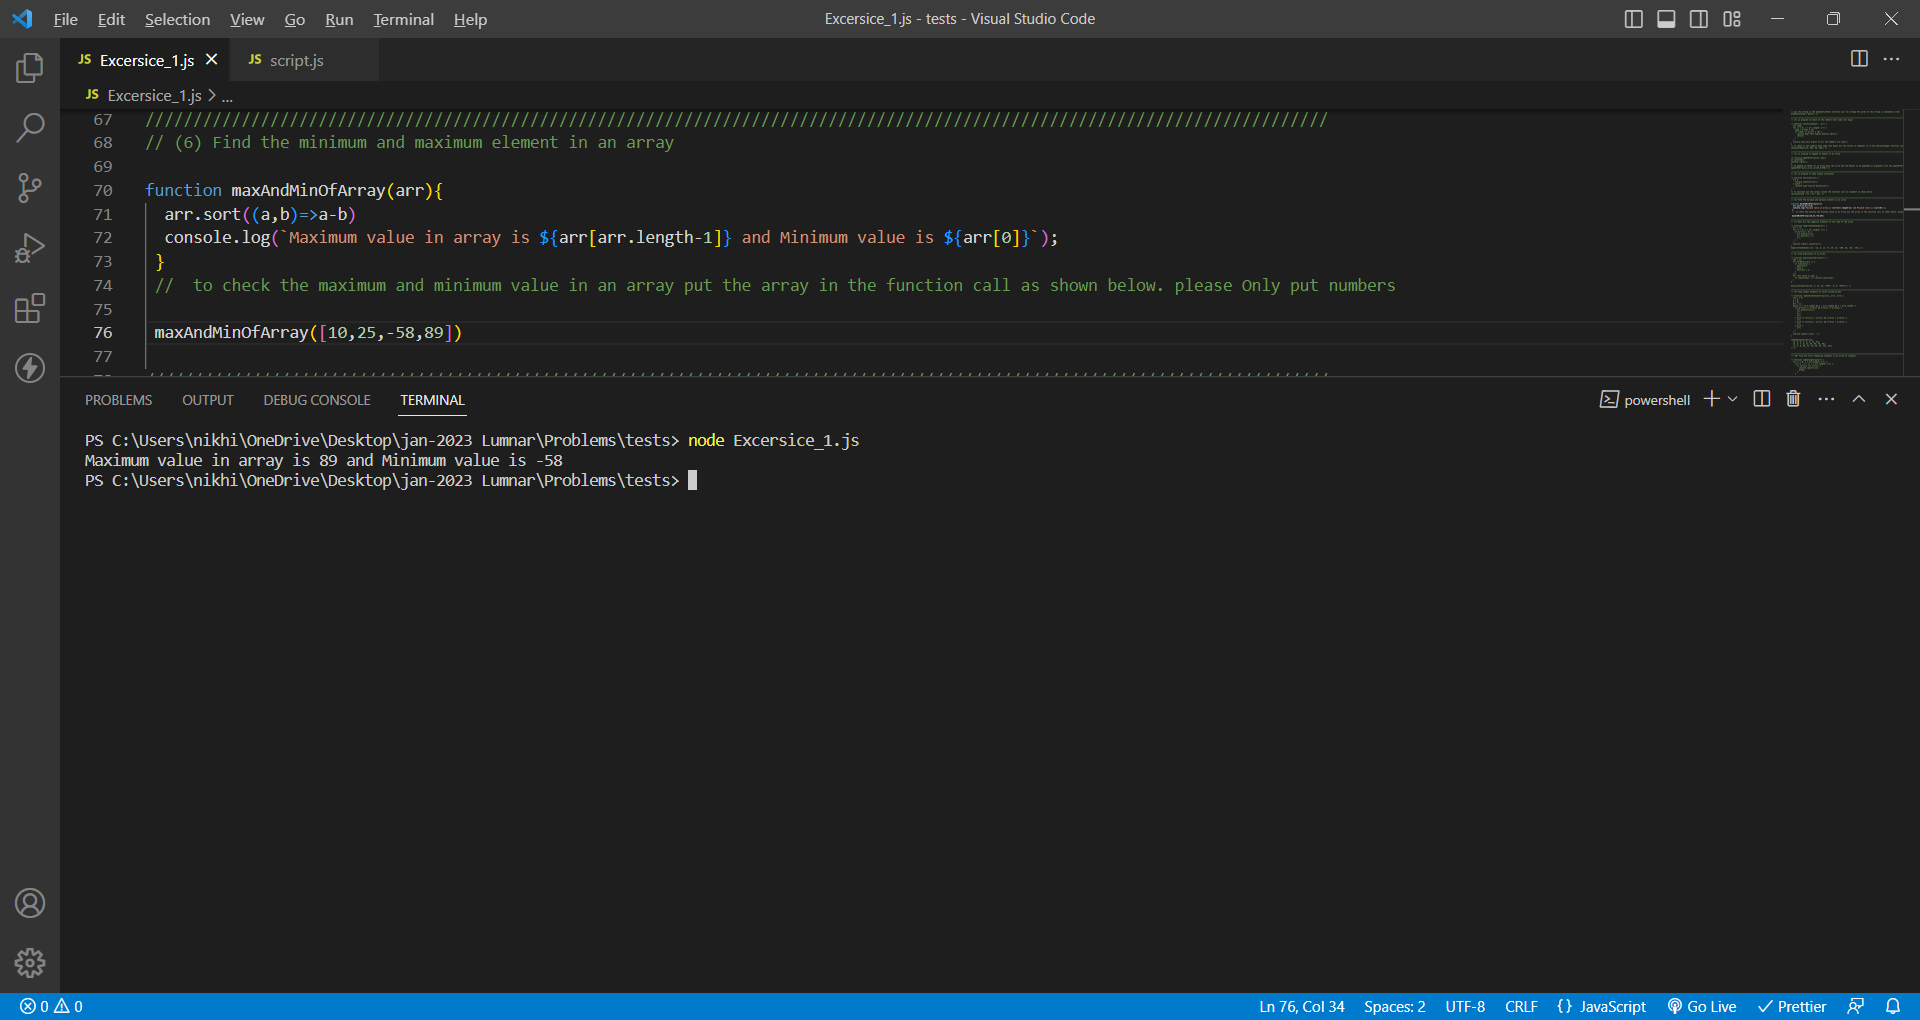 File Edit Selection View Go Run Terminal Help Excersice_1.js - tests - Visual Studio Code
JS Excersice_1.js JS script.js
JS Excersice_1.js > ...
67 ///////////////////////////////////////////////////////////////////////////////////////////////////////////////////////////
68 // (6) Find the minimum and maximum element in an array
69
70 function maxAndMinOfArray(arr){
71 arr.sort((a,b)=>a-b)
72 console.log(`Maximum value in array is ${arr[arr.length-1]} and Minimum value is ${arr[0]}`);
73 }
74 // to check the maximum and minimum value in an array put the array in the function call as shown below. please Only put numbers
75
76 maxAndMinOfArray([10,25,-58,89])
77
PROBLEMS OUTPUT DEBUG CONSOLE TERMINAL powershell
PS C:\Users\nikhi\OneDrive\Desktop\jan-2023 Lumnar\Problems\tests> node Excersice_1.js
Maximum value in array is 89 and Minimum value is -58
PS C:\Users\nikhi\OneDrive\Desktop\jan-2023 Lumnar\Problems\tests>
0 0 Ln 76, Col 34 Spaces: 2 UTF-8 CRLF {} JavaScript Go Live Prettier